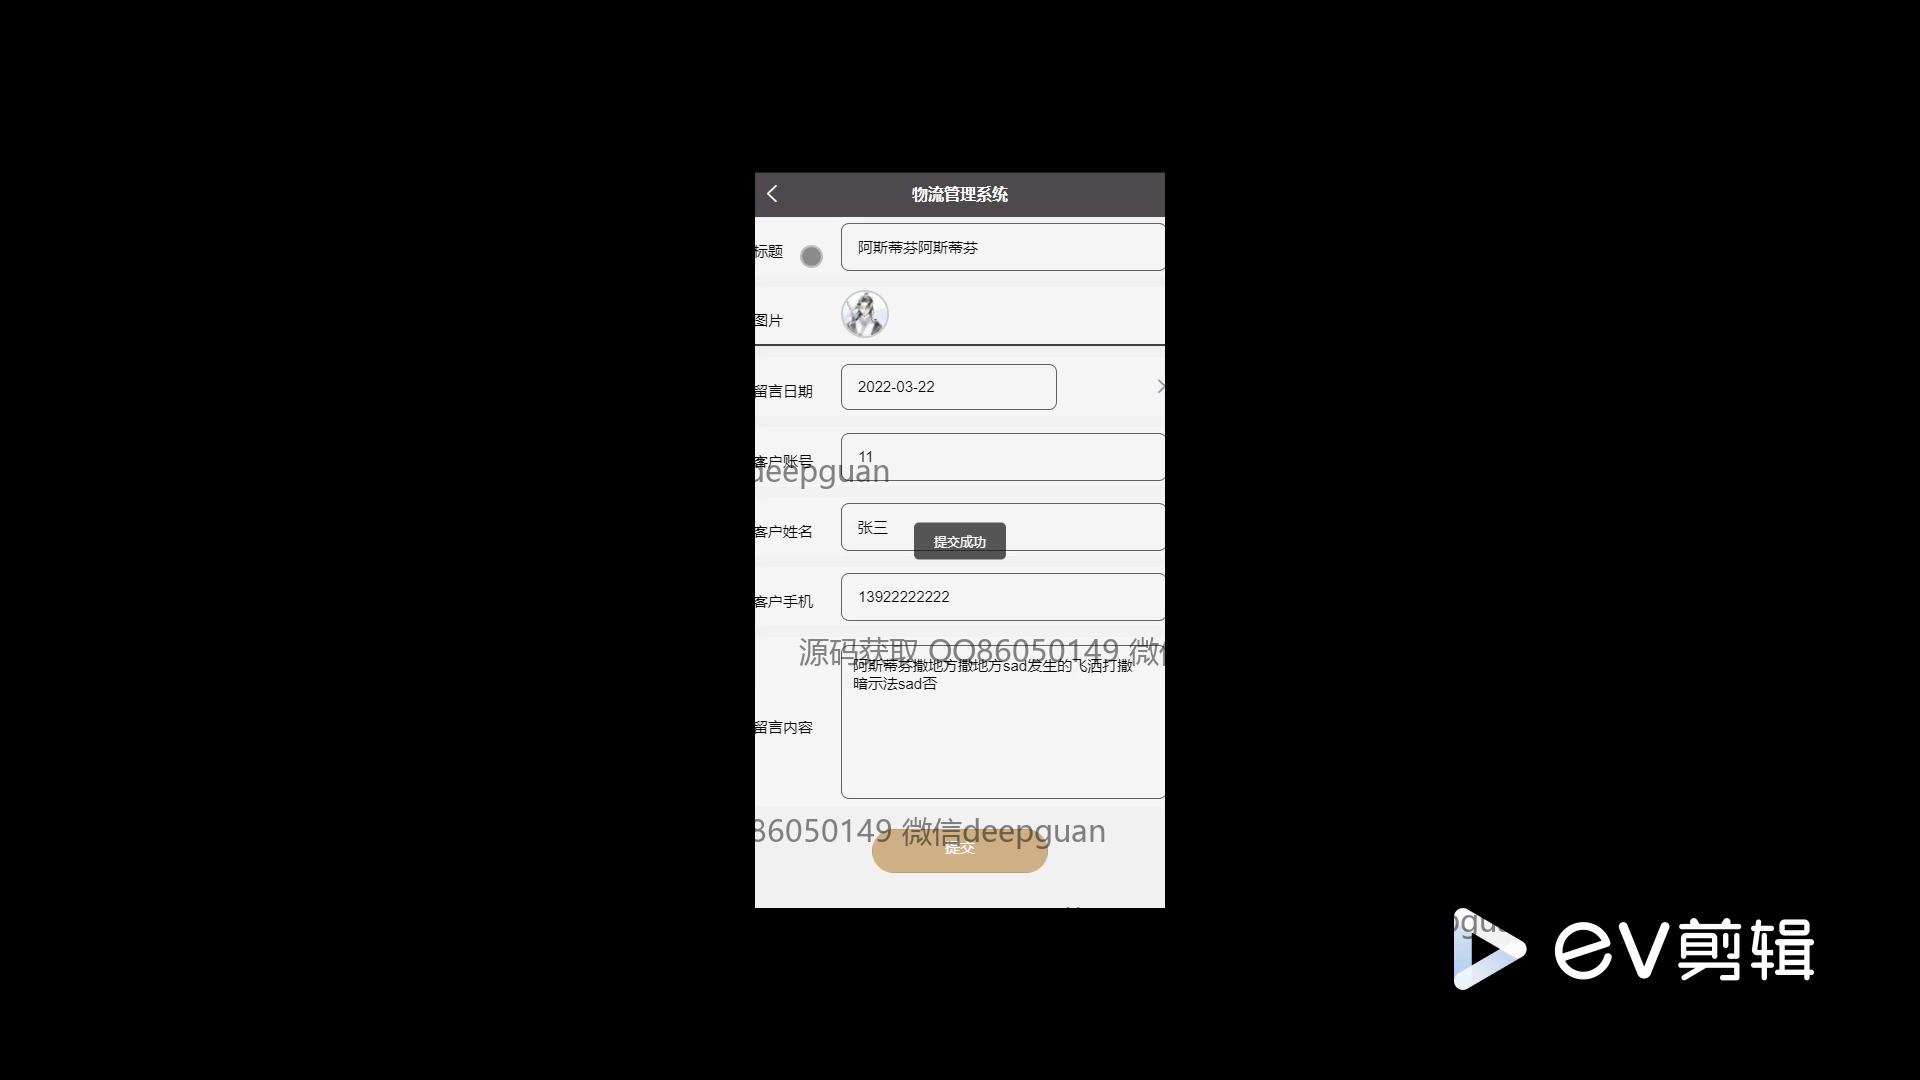 物流管理系统
标题
阿斯蒂芬阿斯蒂芬
图片
留言日期
2022-03-22
客户账号
11
deepguan
客户姓名
张三
提交成功
客户手机
13922222222
源码获取 QQ86050149 微信
阿斯蒂芬撒地方撒地方sad发生的飞洒打撒
暗示法sad否
留言内容
86050149 微信deepguan
提交
pgua
ev剪辑